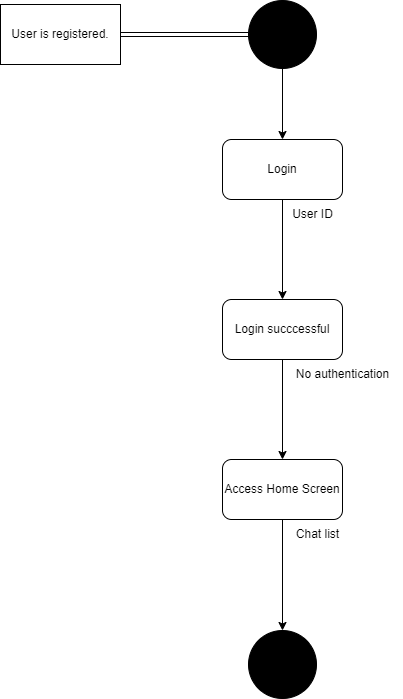 User is registered.
Login
User ID
Login succcessful
No authentication
Access Home Screen
Chat list